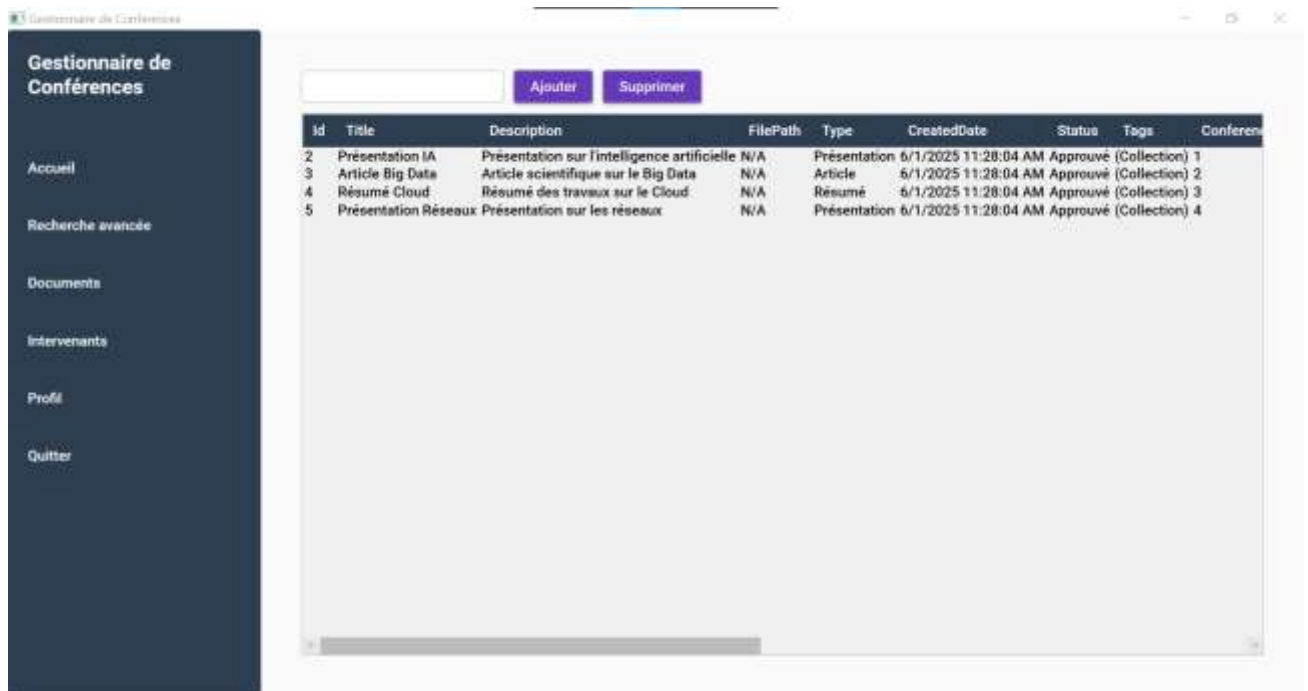 Gestionnaire de Conférences
Gestionnaire de
Conférences
Accueil
Recherche avancée
Documents
Intervenants
Profil
Quitter
Ajouter Supprimer
Id Title Description FilePath Type CreatedDate Status Tags Conferen
2 Présentation IA Présentation sur l'intelligence artificielle N/A Présentation 6/1/2025 11:28:04 AM Approuvé (Collection) 1
3 Article Big Data Article scientifique sur le Big Data N/A Article 6/1/2025 11:28:04 AM Approuvé (Collection) 2
4 Résumé Cloud Résumé des travaux sur le Cloud N/A Résumé 6/1/2025 11:28:04 AM Approuvé (Collection) 3
5 Présentation Réseaux Présentation sur les réseaux N/A Présentation 6/1/2025 11:28:04 AM Approuvé (Collection) 4